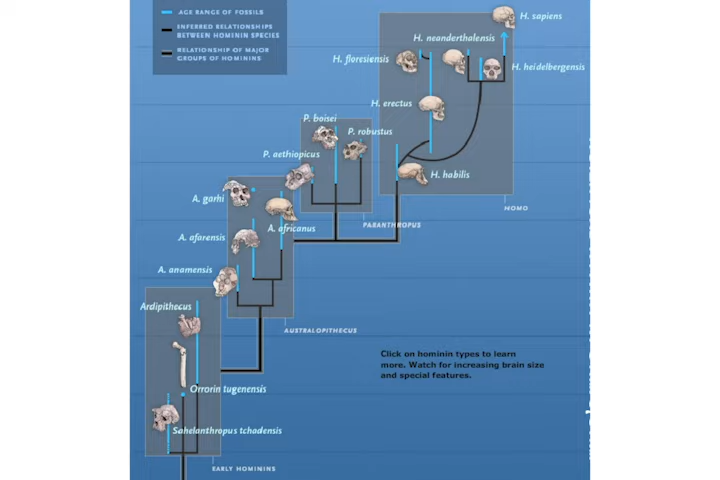 AGE RANGE OF FOSSILS
INFERRED RELATIONSHIPS
BETWEEN HOMININ SPECIES
RELATIONSHIP OF MAJOR
GROUPS OF HOMININS
H. sapiens
H. neanderthalensis
H. floresiensis
H. heidelbergensis
H. erectus
P. boisei
P. robustus
P. aethiopicus
H. habilis
A. garhi
HOMO
PARANTHROPUS
A. africanus
A. afarensis
A. anamensis
Ardipithecus
AUSTRALOPITHECUS
Click on hominin types to learn
more. Watch for increasing brain size
and special features.
Orrorin tugenensis
Sahelanthropus tchadensis
EARLY HOMININS